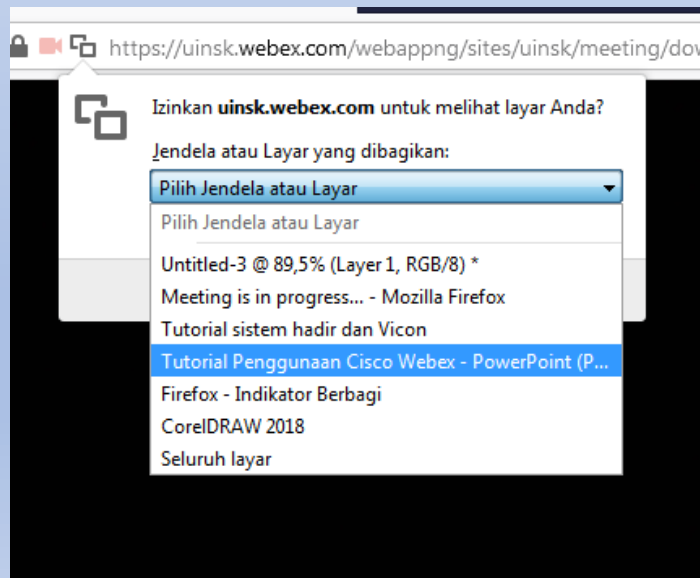 https://uinsk.webex.com/webappng/sites/uinsk/meeting/dov
Izinkan uinsk.webex.com untuk melihat layar Anda?
Jendela atau Layar yang dibagikan:
Pilih Jendela atau Layar
Pilih Jendela atau Layar
Untitled-3 @ 89,5% (Layer 1, RGB/8) *
Meeting is in progress... - Mozilla Firefox
Tutorial sistem hadir dan Vicon
Tutorial Penggunaan Cisco Webex - PowerPoint (P...
Firefox - Indikator Berbagi
CorelDRAW 2018
Seluruh layar